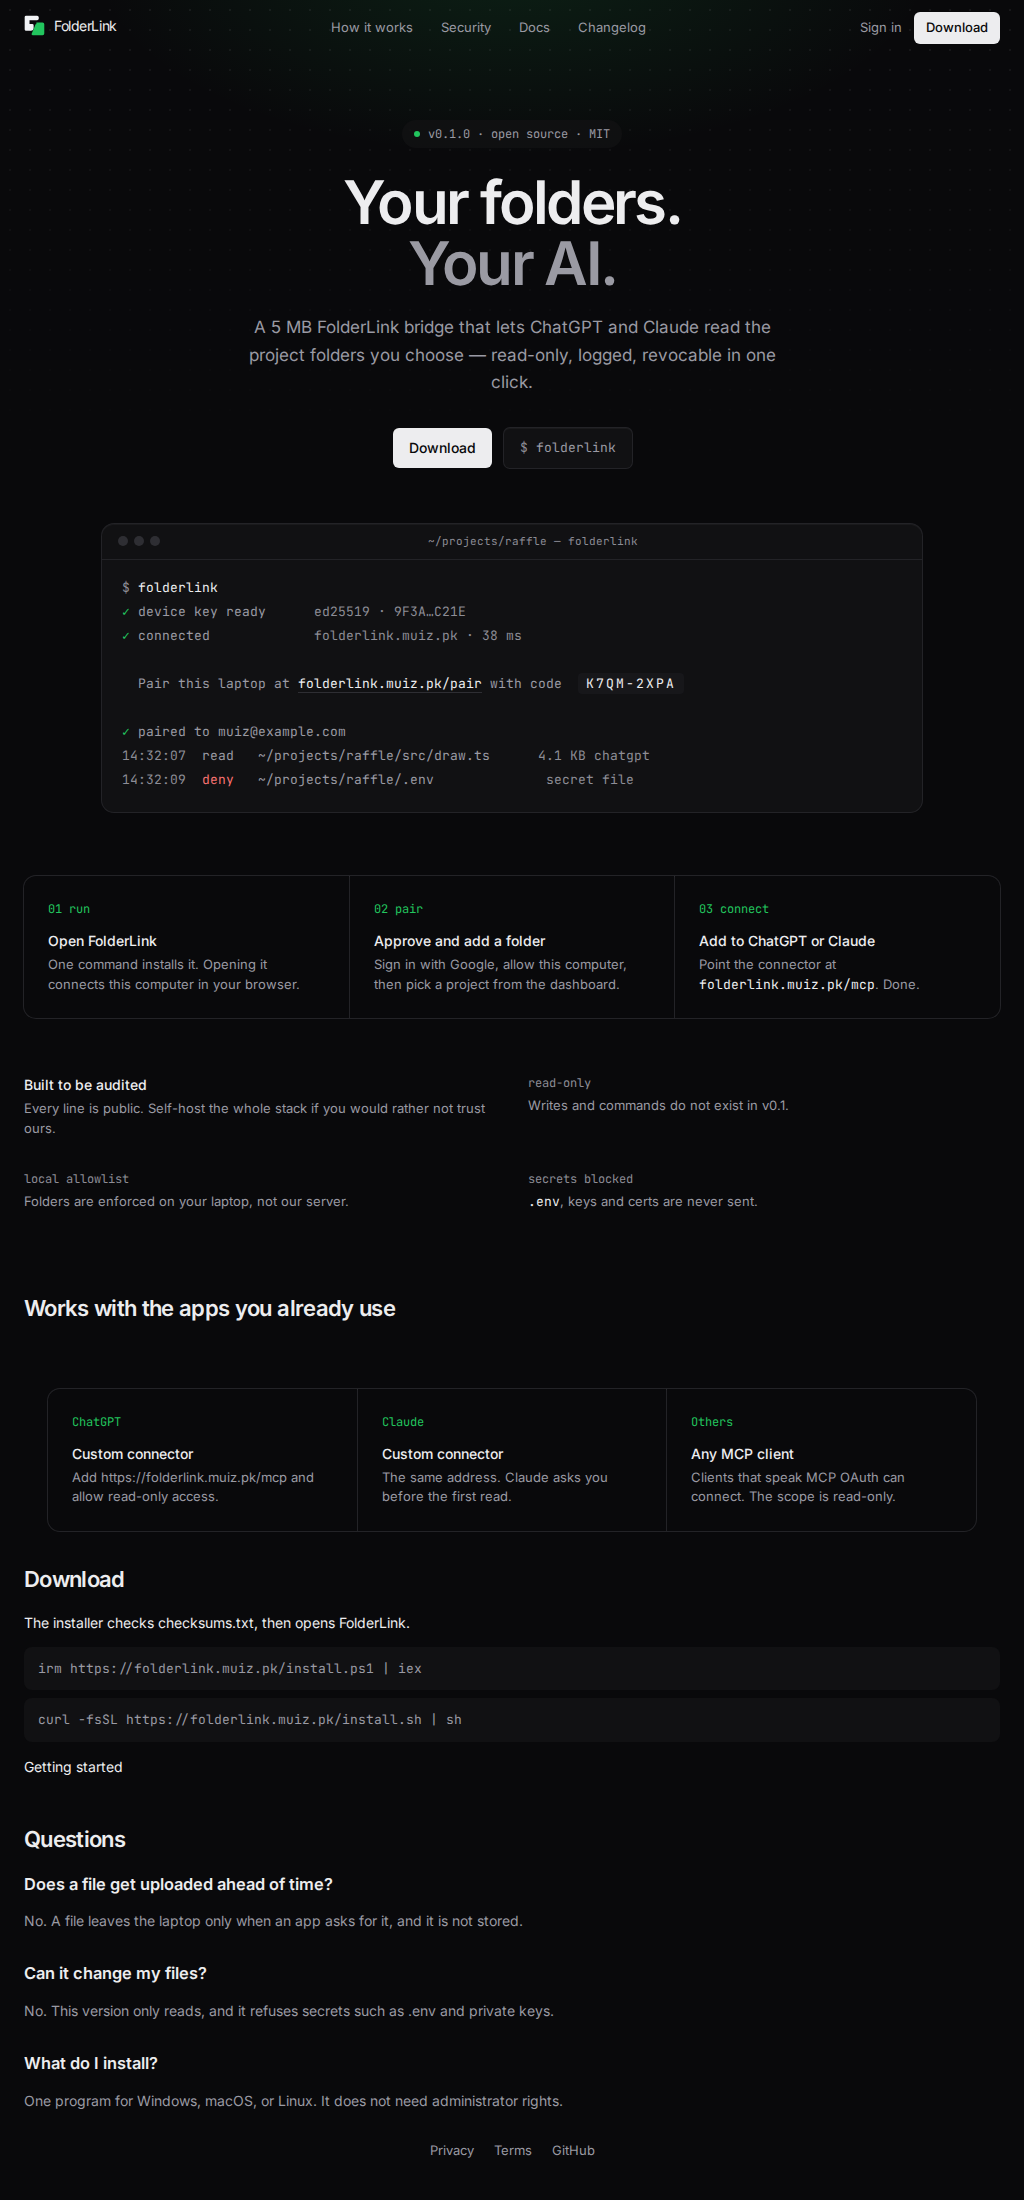 FolderLink How it works Security Docs Changelog Sign in Download
v0.1.0 · open source · MIT
Your folders.
Your AI.
A 5 MB FolderLink bridge that lets ChatGPT and Claude read the
project folders you choose — read-only, logged, revocable in one
click.
Download $ folderlink
~/projects/raffle — folderlink
$ folderlink
✓ device key ready ed25519 · 9F3A…C21E
✓ connected folderlink.muiz.pk · 38 ms
Pair this laptop at folderlink.muiz.pk/pair with code K7QM-2XPA
✓ paired to muiz@example.com
14:32:07 read ~/projects/raffle/src/draw.ts 4.1 KB chatgpt
14:32:09 deny ~/projects/raffle/.env secret file
01 run
Open FolderLink
One command installs it. Opening it
connects this computer in your browser.
02 pair
Approve and add a folder
Sign in with Google, allow this computer,
then pick a project from the dashboard.
03 connect
Add to ChatGPT or Claude
Point the connector at
folderlink.muiz.pk/mcp. Done.
Built to be audited
Every line is public. Self-host the whole stack if you would rather not trust
ours.
read-only
Writes and commands do not exist in v0.1.
local allowlist
Folders are enforced on your laptop, not our server.
secrets blocked
.env, keys and certs are never sent.
Works with the apps you already use
ChatGPT
Custom connector
Add https://folderlink.muiz.pk/mcp and
allow read-only access.
Claude
Custom connector
The same address. Claude asks you
before the first read.
Others
Any MCP client
Clients that speak MCP OAuth can
connect. The scope is read-only.
Download
The installer checks checksums.txt, then opens FolderLink.
irm https://folderlink.muiz.pk/install.ps1 | iex
curl -fsSL https://folderlink.muiz.pk/install.sh | sh
Getting started
Questions
Does a file get uploaded ahead of time?
No. A file leaves the laptop only when an app asks for it, and it is not stored.
Can it change my files?
No. This version only reads, and it refuses secrets such as .env and private keys.
What do I install?
One program for Windows, macOS, or Linux. It does not need administrator rights.
Privacy Terms GitHub